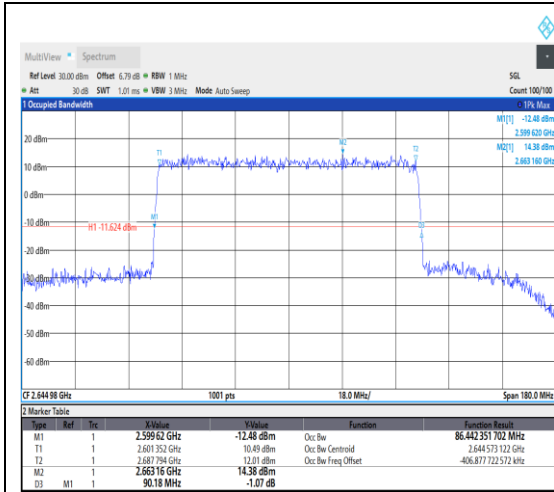 MultiView Spectrum
Ref Level 30.00 dBm Offset 6.79 dB RBW 1 MHz SGL
Att 30 dB SWT 1.01 ms VBW 3 MHz Mode Auto Sweep Count 100/100
1 Occupied Bandwidth 1Pk Max
M1[1] -12.48 dBm
2.599 620 GHz
M2[1] 14.38 dBm
2.663 160 GHz
20 dBm
T1 M2 T2
10 dBm
0 dBm
M1 D3
-10 dBm
H1 -11.624 dBm
-20 dBm
-30 dBm
-40 dBm
-50 dBm
-60 dBm
CF 2.644 98 GHz 1001 pts 18.0 MHz/ Span 180.0 MHz
2 Marker Table
Type Ref Trc X-Value Y-Value Function Function Result
M1 1 2.599 62 GHz -12.48 dBm Occ Bw 86.442 351 702 MHz
T1 1 2.601 352 GHz 10.49 dBm Occ Bw Centroid 2.644 573 122 GHz
T2 1 2.687 794 GHz 12.01 dBm Occ Bw Freq Offset -406.877 722 572 kHz
M2 1 2.663 16 GHz 14.38 dBm
D3 M1 1 90.18 MHz -1.07 dB